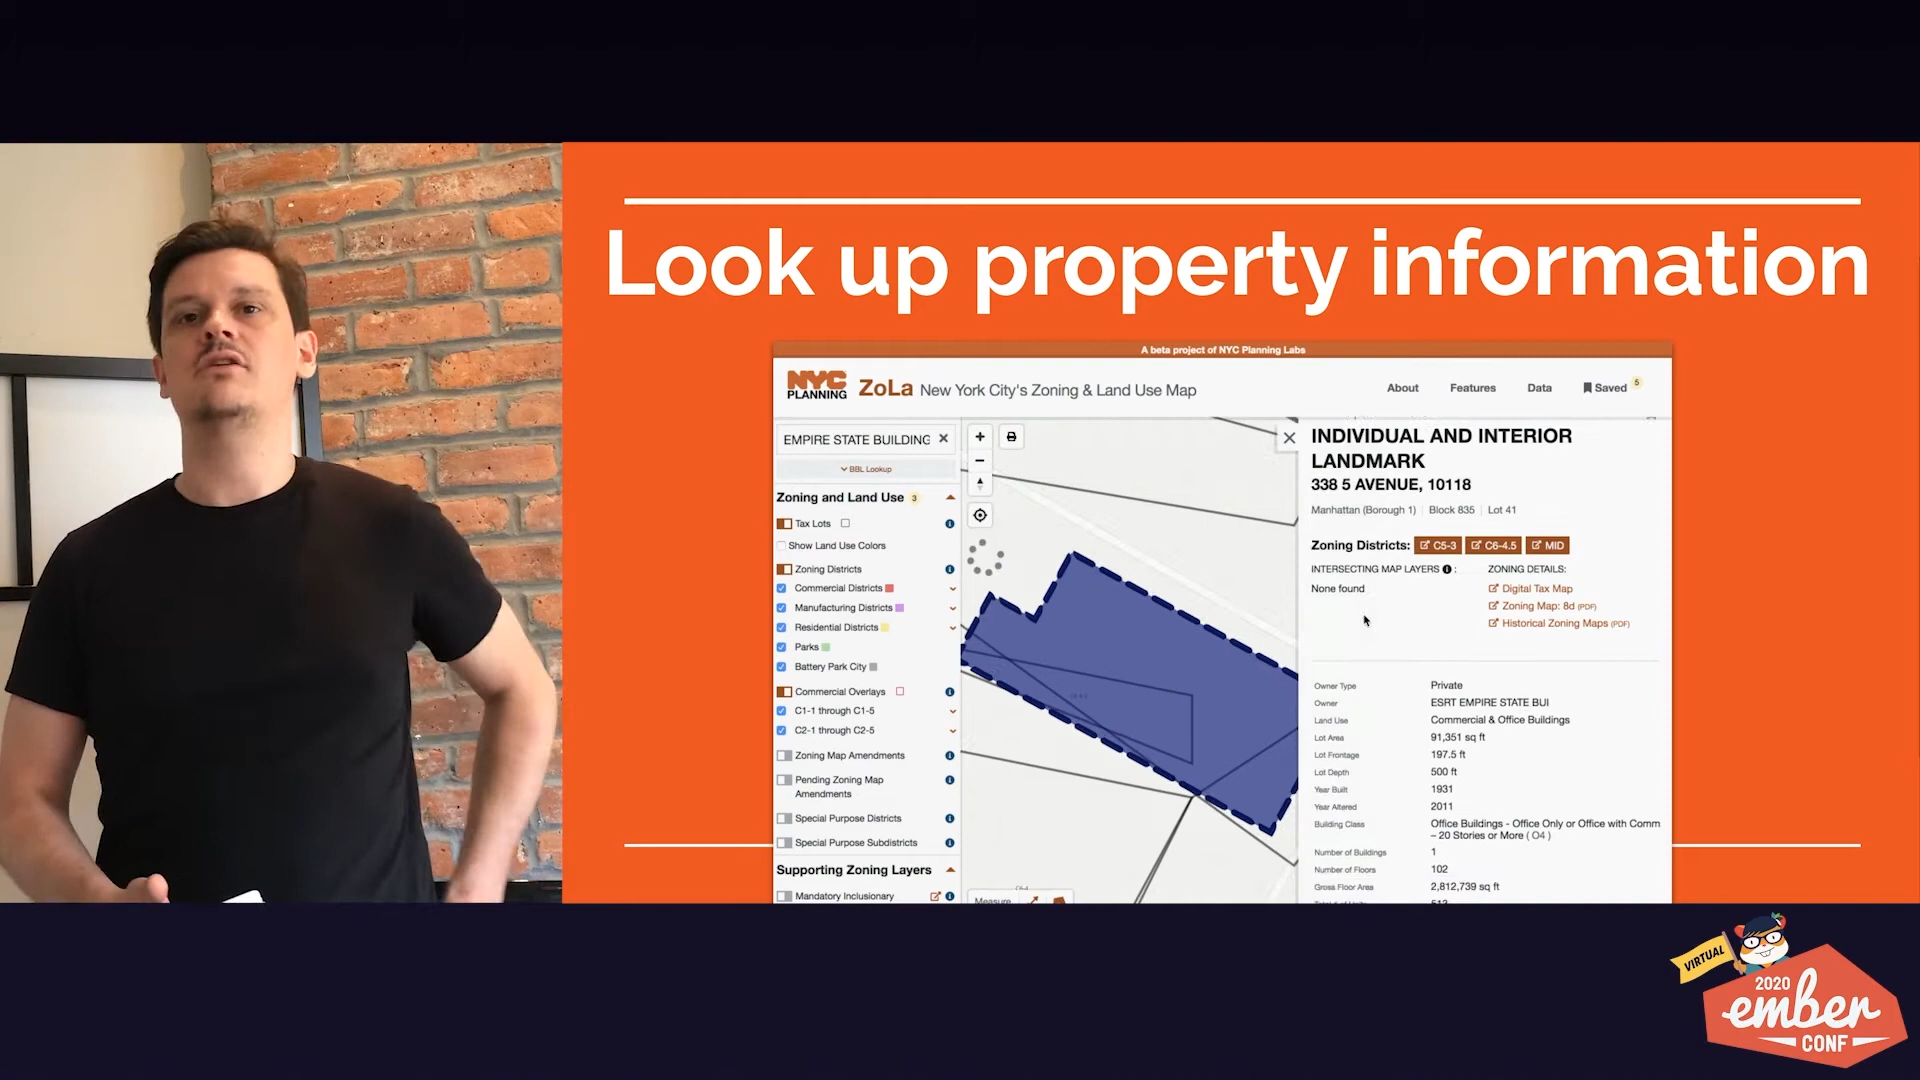 Look up property information
A beta project of NYC Planning Labs
NYC
PLANNING
ZoLa New York City's Zoning & Land Use Map
About
Features
Data
Saved 5
EMPIRE STATE BUILDING
BBL Lookup
Zoning and Land Use 3
Tax Lots
Show Land Use Colors
Zoning Districts
Commercial Districts
Manufacturing Districts
Residential Districts
Parks
Battery Park City
Commercial Overlays
C1-1 through C1-5
C2-1 through C2-5
Zoning Map Amendments
Pending Zoning Map
Amendments
Special Purpose Districts
Special Purpose Subdistricts
Supporting Zoning Layers
Mandatory Inclusionary
Measure
INDIVIDUAL AND INTERIOR
LANDMARK
338 5 AVENUE, 10118
Manhattan (Borough 1) Block 835 Lot 41
Zoning Districts: C5-3 C6-4.5 MID
INTERSECTING MAP LAYERS :
None found
ZONING DETAILS:
Digital Tax Map
Zoning Map: 8d (PDF)
Historical Zoning Maps (PDF)
Owner Type Private
Owner ESRT EMPIRE STATE BUI
Land Use Commercial & Office Buildings
Lot Area 91,351 sq ft
Lot Frontage 197.5 ft
Lot Depth 500 ft
Year Built 1931
Year Altered 2011
Building Class Office Buildings - Office Only or Office with Comm
– 20 Stories or More ( O4 )
Number of Buildings 1
Number of Floors 102
Gross Floor Area 2,812,739 sq ft
VIRTUAL
2020
ember
CONF